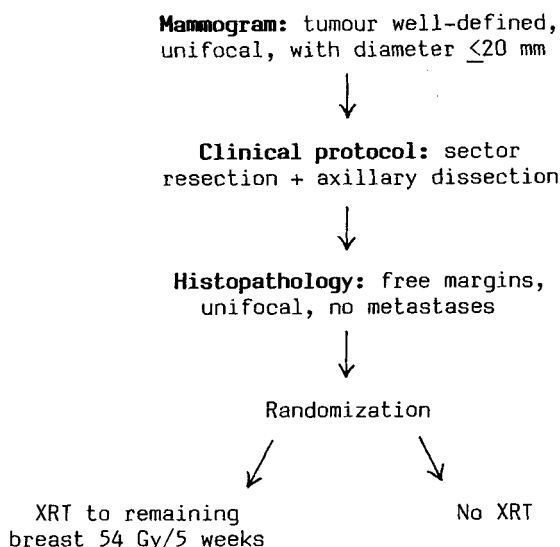 Mammogram: tumour well-defined,
unifocal, with diameter ≤20 mm
Clinical protocol: sector
resection + axillary dissection
Histopathology: free margins,
unifocal, no metastases
Randomization
XRT to remaining
breast 54 Gy/5 weeks
No XRT